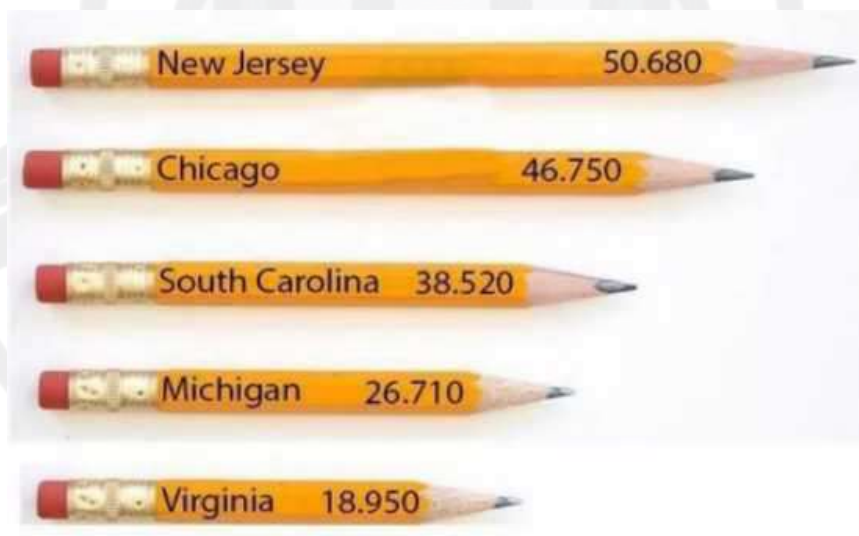 New Jersey 50.680
Chicago 46.750
South Carolina 38.520
Michigan 26.710
Virginia 18.950